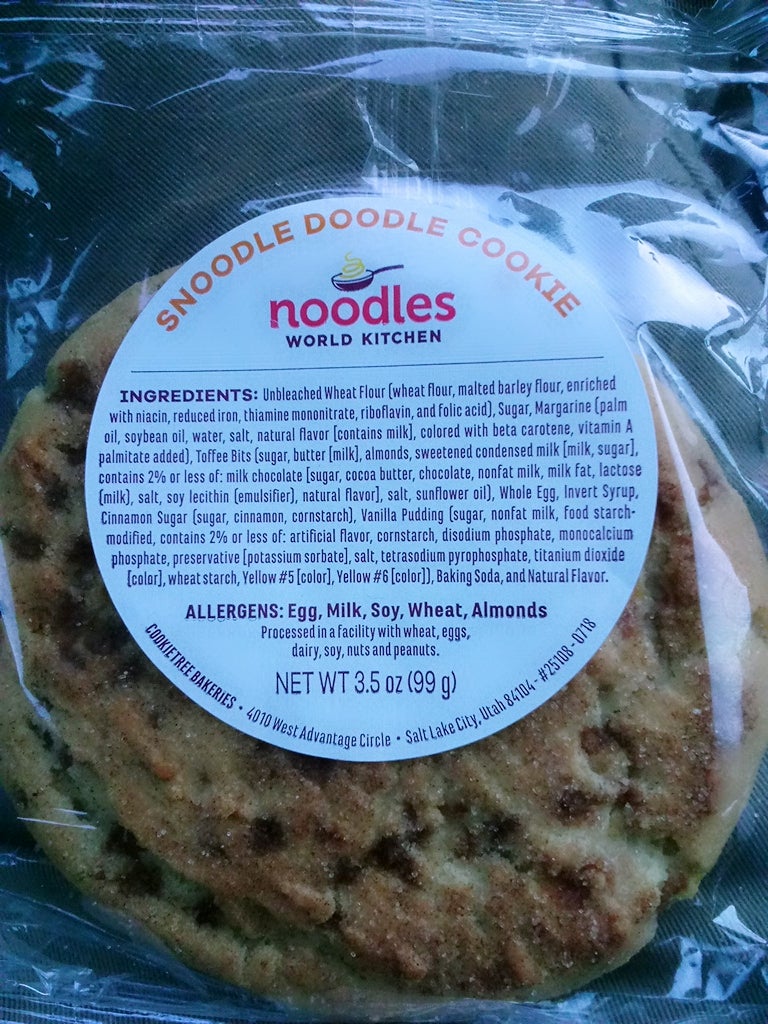 SNOODLE DOODLE COOKIE
noodles
WORLD KITCHEN
INGREDIENTS: Unbleached Wheat Flour (wheat flour, malted barley flour, enriched
with niacin, reduced iron, thiamine mononitrate, riboflavin, and folic acid), Sugar, Margarine (palm
oil, soybean oil, water, salt, natural flavor [contains milk], colored with beta carotene, vitamin A
palmitate added), Toffee Bits (sugar, butter [milk], almonds, sweetened condensed milk [milk, sugar],
contains 2% or less of: milk chocolate [sugar, cocoa butter, chocolate, nonfat milk, milk fat, lactose
(milk), salt, soy lecithin (emulsifier), natural flavor], salt, sunflower oil), Whole Egg, Invert Syrup,
Cinnamon Sugar (sugar, cinnamon, cornstarch), Vanilla Pudding (sugar, nonfat milk, food starch-
modified, contains 2% or less of: artificial flavor, cornstarch, disodium phosphate, monocalcium
phosphate, preservative [potassium sorbate], salt, tetrasodium pyrophosphate, titanium dioxide
[color], wheat starch, Yellow #5 [color], Yellow #6 [color]), Baking Soda, and Natural Flavor.
ALLERGENS: Egg, Milk, Soy, Wheat, Almonds
Processed in a facility with wheat, eggs,
dairy, soy, nuts and peanuts.
NET WT 3.5 oz (99 g)
COOKIETREE BAKERIES • 4010 West Advantage Circle • Salt Lake City, Utah 84104 - #25108 - 0718